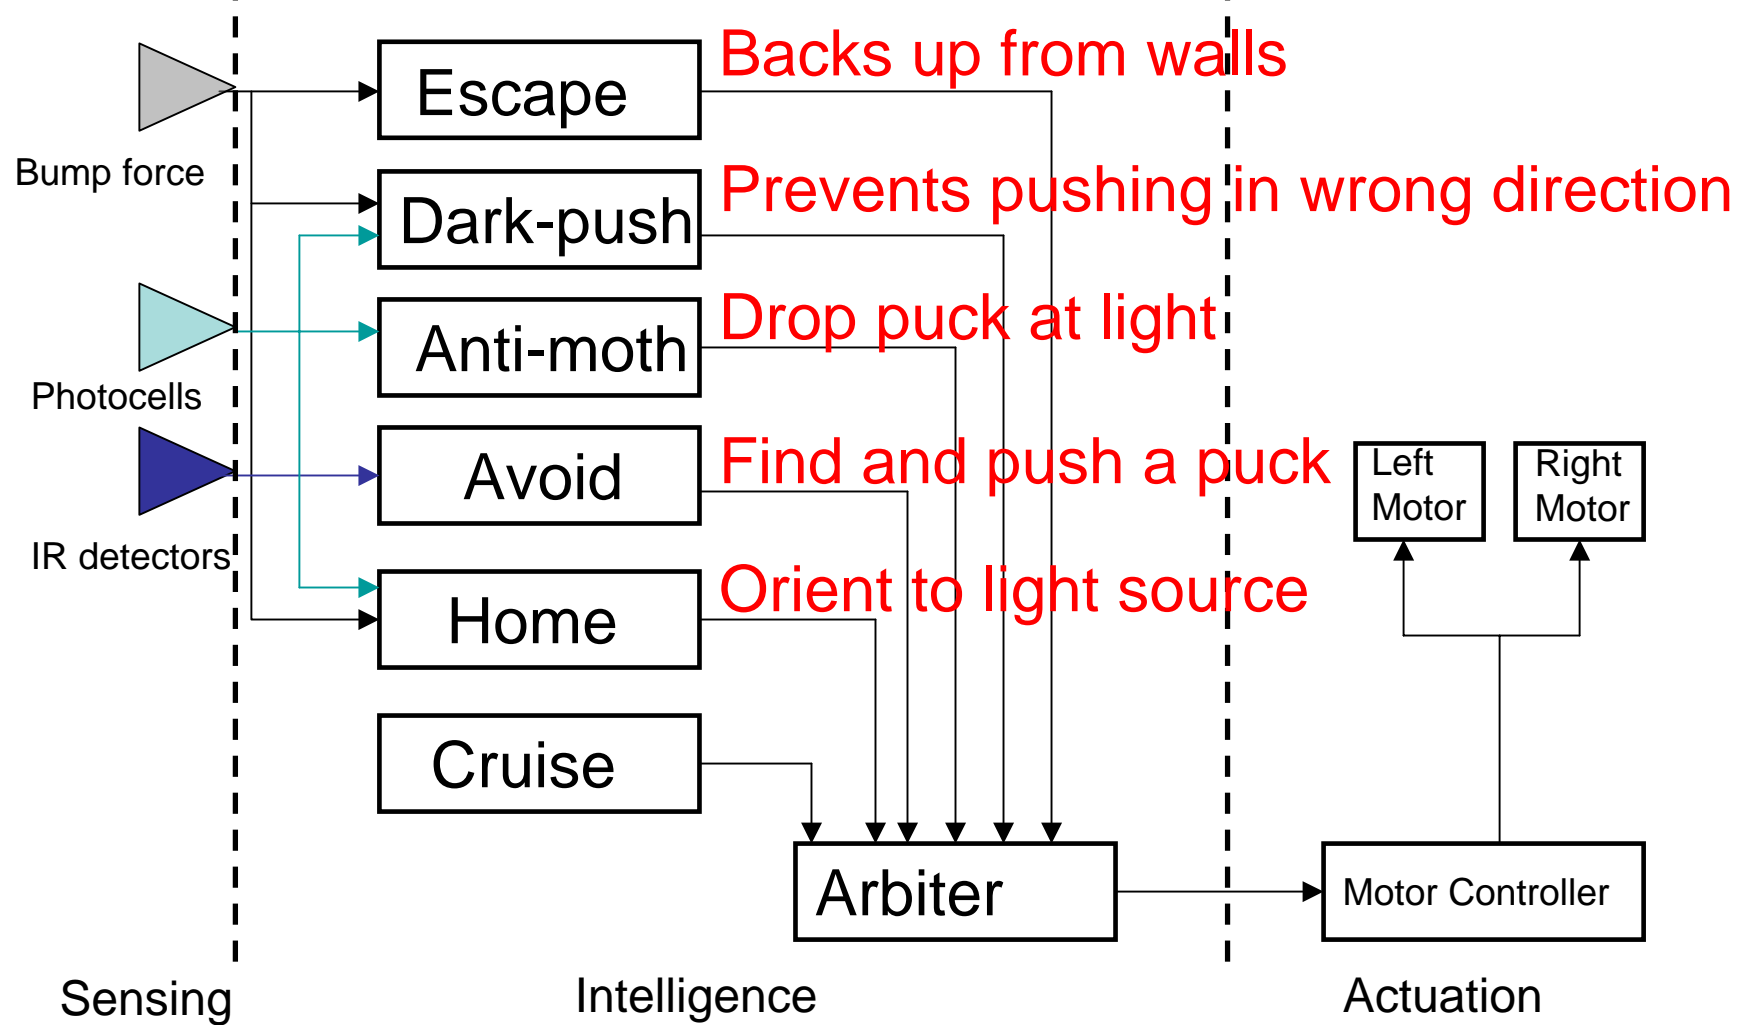 Backs up from walls
Escape
Bump force
Prevents pushing in wrong direction
Dark-push
Drop puck at light
Anti-moth
Photocells
Find and push a puck
Avoid
Left
Motor
Right
Motor
IR detectors
Orient to light source
Home
Cruise
Arbiter
Motor Controller
Sensing
Intelligence
Actuation